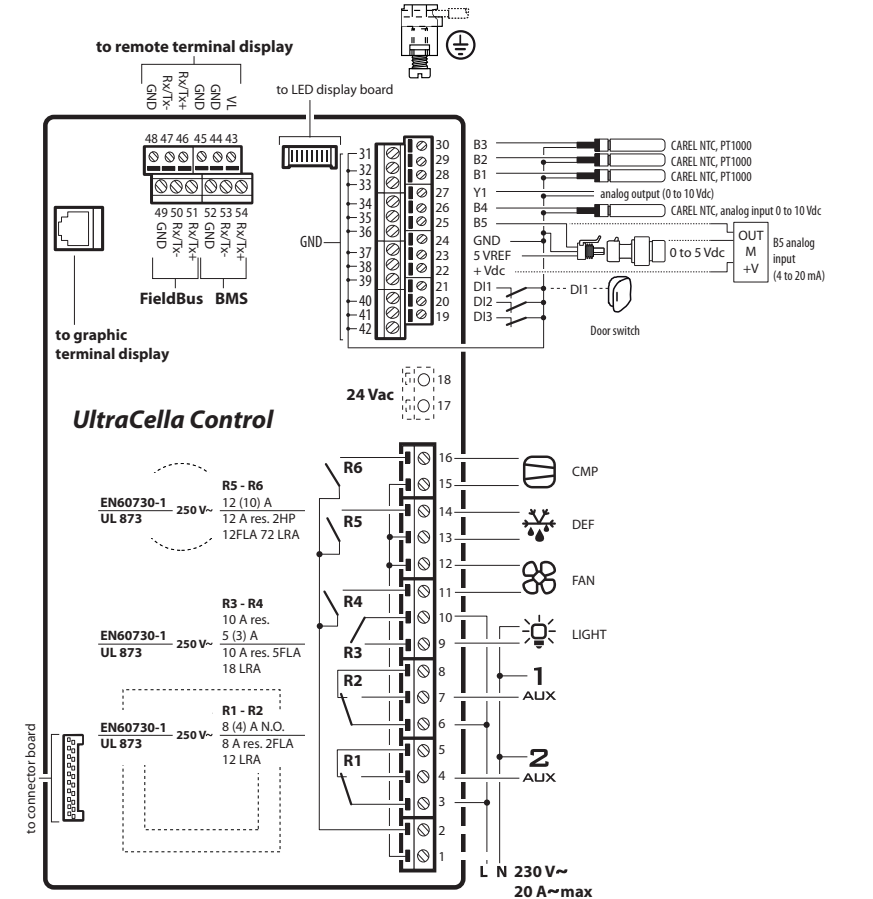 to remote terminal display
GND
Rx/Tx-
Rx/Tx+
GND
GND
VL
to LED display board
48 47 46 45 44 43
49 50 51 52 53 54
GND
Rx/Tx-
Rx/Tx+
GND
Rx/Tx-
Rx/Tx+
FieldBus BMS
to graphic
terminal display
GND
31
32
33
34
35
36
37
38
39
40
41
42
30 B3 CAREL NTC, PT1000
29 B2 CAREL NTC, PT1000
28 B1 CAREL NTC, PT1000
27 Y1 analog output (0 to 10 Vdc)
26 B4 CAREL NTC, analog input 0 to 10 Vdc
25 B5
24 GND
23 5 VREF 0 to 5 Vdc
22 + Vdc
21 DI1 DI1
20 DI2
19 DI3
Door switch
OUT
M
+V
B5 analog
input
(4 to 20 mA)
24 Vac
18
17
UltraCella Control
R5 - R6
EN60730-1
UL 873
250 V~
12 (10) A
12 A res. 2HP
12FLA 72 LRA
R3 - R4
10 A res.
EN60730-1
UL 873
250 V~
5 (3) A
10 A res. 5FLA
18 LRA
R1 - R2
EN60730-1
UL 873
250 V~
8 (4) A N.O.
8 A res. 2FLA
12 LRA
to connector board
R6
R5
R4
R3
R2
R1
16
15
14
13
12
11
10
9
8
7
6
5
4
3
2
1
CMP
DEF
FAN
LIGHT
1
AUX
2
AUX
L N 230 V~
20 A~max